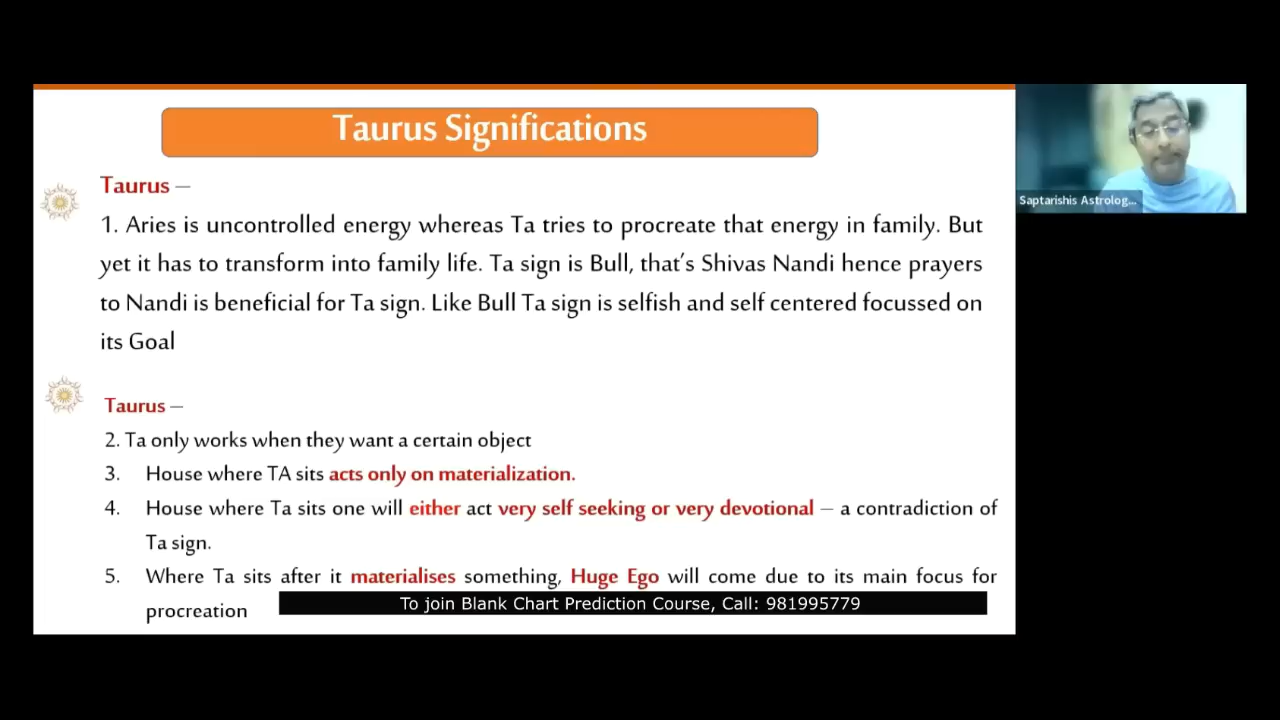 Taurus Significations
Taurus –
1. Aries is uncontrolled energy whereas Ta tries to procreate that energy in family. But
yet it has to transform into family life. Ta sign is Bull, that's Shivas Nandi hence prayers
to Nandi is beneficial for Ta sign. Like Bull Ta sign is selfish and self centered focussed on
its Goal
Taurus –
2. Ta only works when they want a certain object
3. House where TA sits acts only on materialization.
4. House where Ta sits one will either act very self seeking or very devotional – a contradiction of
Ta sign.
5. Where Ta sits after it materialises something, Huge Ego will come due to its main focus for
procreation
To join Blank Chart Prediction Course, Call: 981995779
Saptarishis Astrolog...